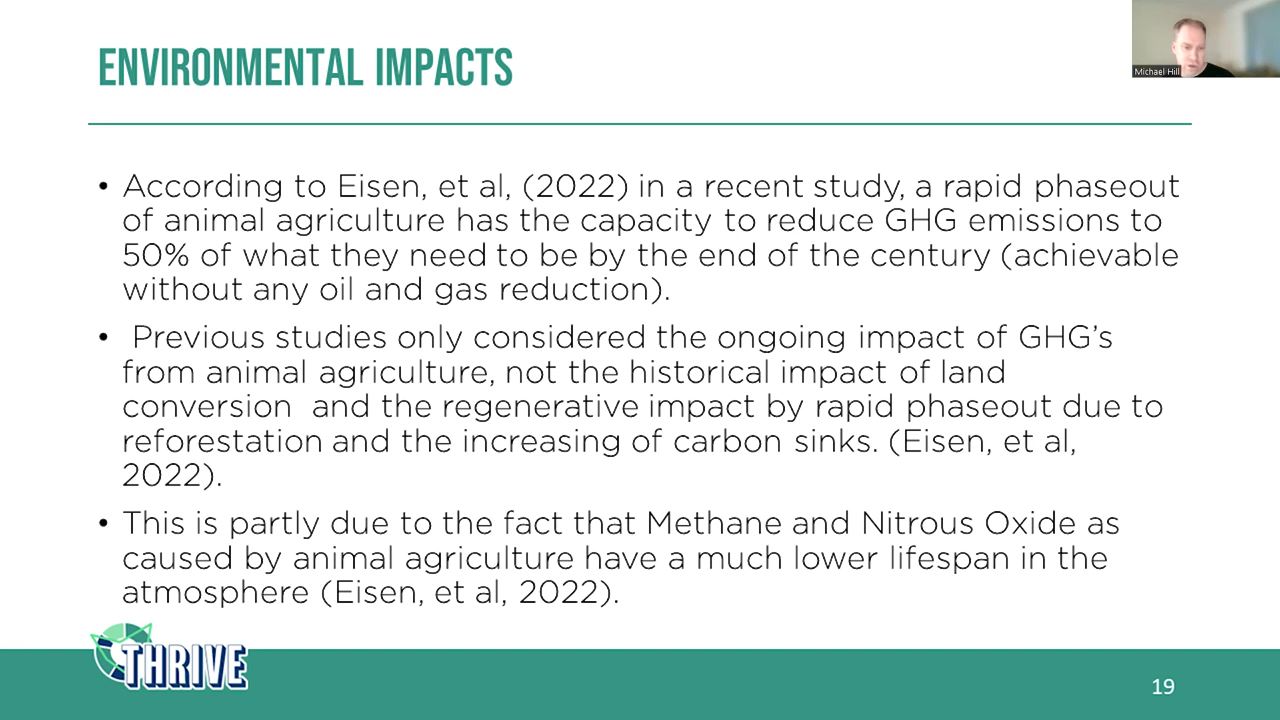 ENVIRONMENTAL IMPACTS
Michael Hill
• According to Eisen, et al, (2022) in a recent study, a rapid phaseout
of animal agriculture has the capacity to reduce GHG emissions to
50% of what they need to be by the end of the century (achievable
without any oil and gas reduction).
• Previous studies only considered the ongoing impact of GHG’s
from animal agriculture, not the historical impact of land
conversion and the regenerative impact by rapid phaseout due to
reforestation and the increasing of carbon sinks. (Eisen, et al,
2022).
• This is partly due to the fact that Methane and Nitrous Oxide as
caused by animal agriculture have a much lower lifespan in the
atmosphere (Eisen, et al, 2022).
THRIVE
19